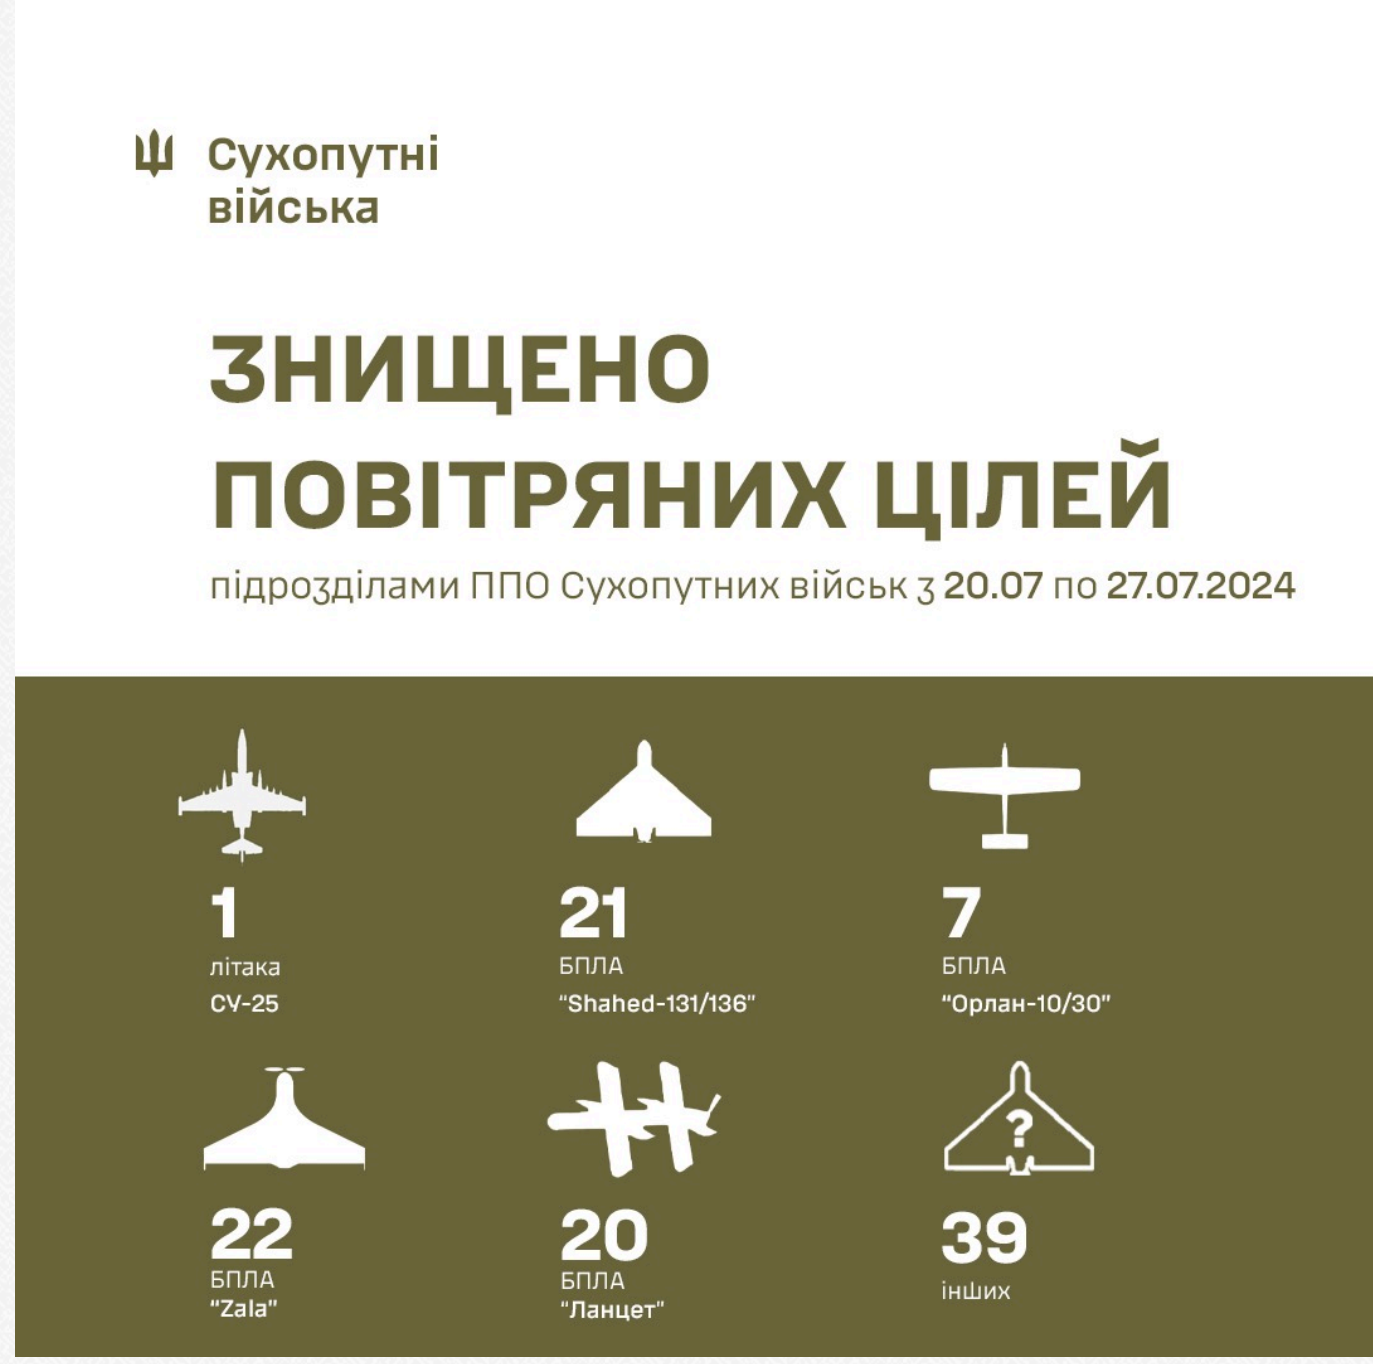 Сухопутні
війська
ЗНИЩЕНО
ПОВІТРЯНИХ ЦІЛЕЙ
підрозділами ППО Сухопутних військ з 20.07 по 27.07.2024
1
літака
СУ-25
21
БПЛА
“Shahed-131/136”
7
БПЛА
“Орлан-10/30”
22
БПЛА
“Zala”
20
БПЛА
“Ланцет”
?
39
інших